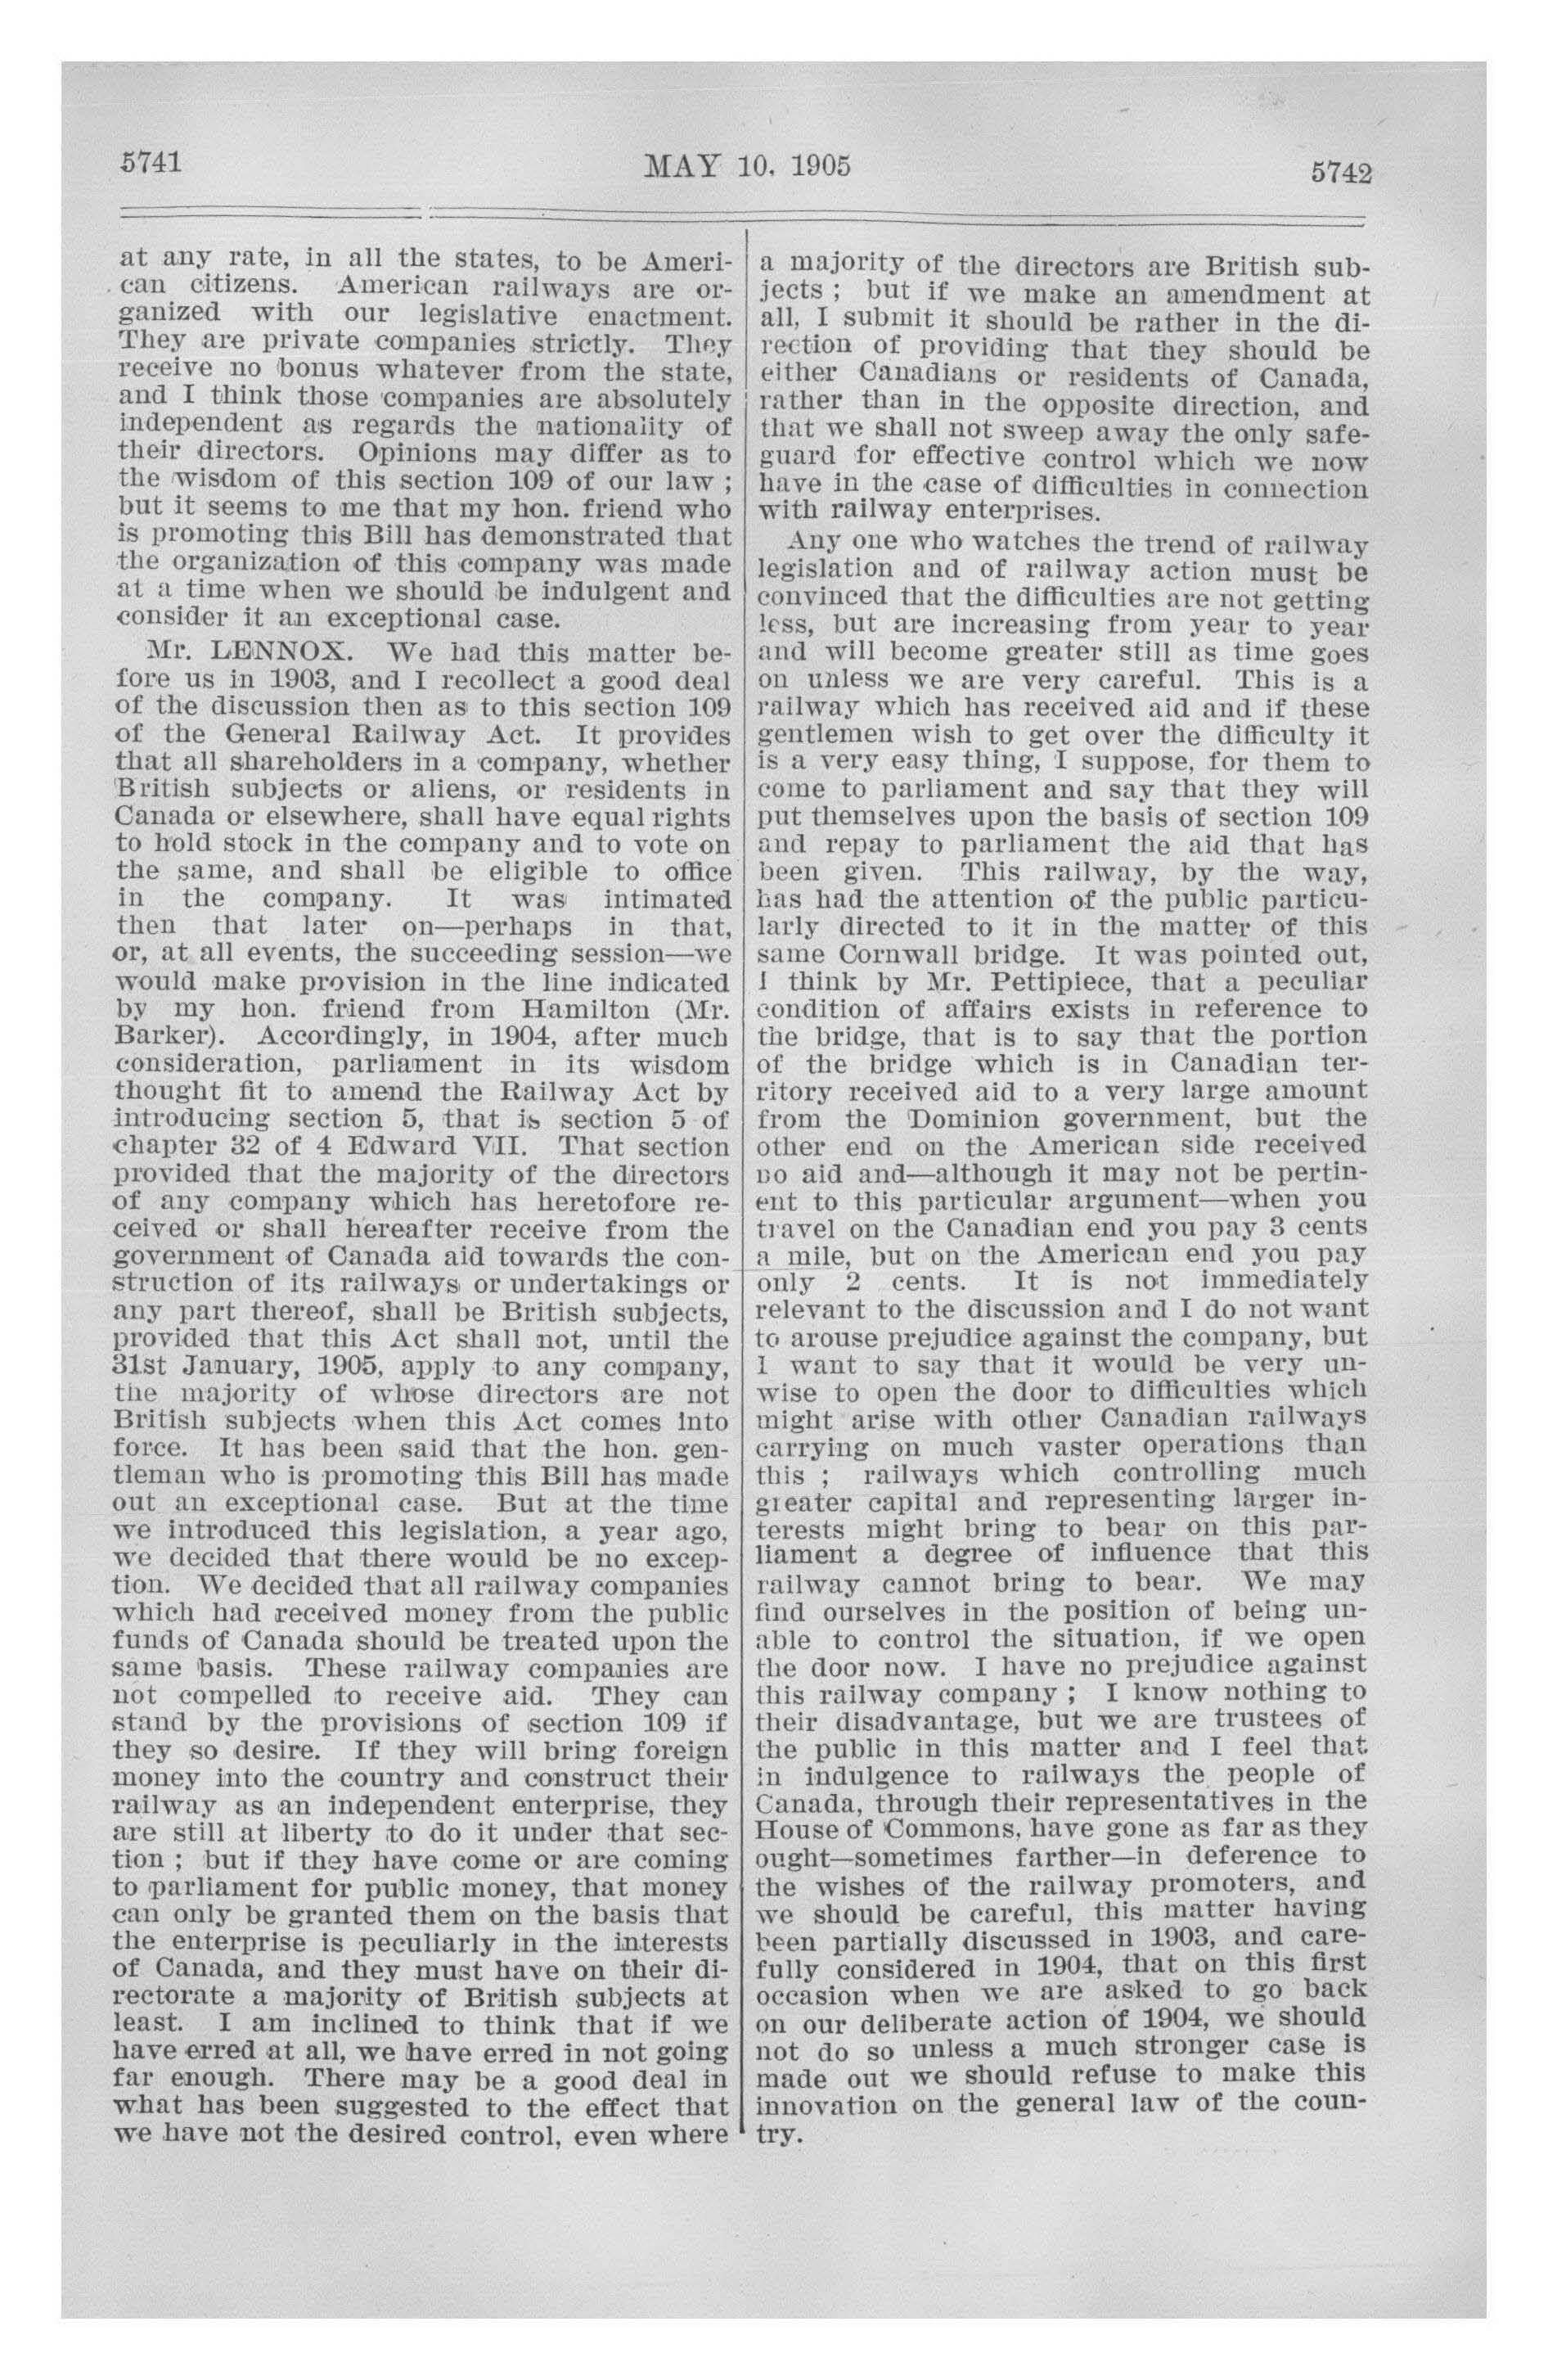 5741
MAY 10, 1905
5742
at any rate, in all the states, to be Ameri-
can citizens. American railways are or-
ganized with our legislative enactment.
They are private companies strictly. They
receive no bonus whatever from the state,
and I think those companies are absolutely
independent as regards the nationality of
their directors. Opinions may differ as to
the wisdom of this section 109 of our law ;
but it seems to me that my hon. friend who
is promoting this Bill has demonstrated that
the organization of this company was made
at a time when we should be indulgent and
consider it an exceptional case.
Mr. LENNOX. We had this matter be-
fore us in 1903, and I recollect a good deal
of the discussion then as to this section 109
of the General Railway Act. It provides
that all shareholders in a company, whether
British subjects or aliens, or residents in
Canada or elsewhere, shall have equal rights
to hold stock in the company and to vote on
the same, and shall be eligible to office
in the company. It was intimated
then that later on—perhaps in that,
or, at all events, the succeeding session—we
would make provision in the line indicated
by my hon. friend from Hamilton (Mr.
Barker). Accordingly, in 1904, after much
consideration, parliament in its wisdom
thought fit to amend the Railway Act by
introducing section 5, that is section 5 of
chapter 32 of 4 Edward VII. That section
provided that the majority of the directors
of any company which has heretofore re-
ceived or shall hereafter receive from the
government of Canada aid towards the con-
struction of its railways or undertakings or
any part thereof, shall be British subjects,
provided that this Act shall not, until the
31st January, 1905, apply to any company,
the majority of whose directors are not
British subjects when this Act comes into
force. It has been said that the hon. gen-
tleman who is promoting this Bill has made
out an exceptional case. But at the time
we introduced this legislation, a year ago,
we decided that there would be no excep-
tion. We decided that all railway companies
which had received money from the public
funds of Canada should be treated upon the
same basis. These railway companies are
not compelled to receive aid. They can
stand by the provisions of section 109 if
they so desire. If they will bring foreign
money into the country and construct their
railway as an independent enterprise, they
are still at liberty to do it under that sec-
tion ; but if they have come or are coming
to parliament for public money, that money
can only be granted them on the basis that
the enterprise is peculiarly in the interests
of Canada, and they must have on their di-
rectorate a majority of British subjects at
least. I am inclined to think that if we
have erred at all, we have erred in not going
far enough. There may be a good deal in
what has been suggested to the effect that
we have not the desired control, even where
a majority of the directors are British sub-
jects ; but if we make an amendment at
all, I submit it should be rather in the di-
rection of providing that they should be
either Canadians or residents of Canada,
rather than in the opposite direction, and
that we shall not sweep away the only safe-
guard for effective control which we now
have in the case of difficulties in connection
with railway enterprises.
Any one who watches the trend of railway
legislation and of railway action must be
convinced that the difficulties are not getting
less, but are increasing from year to year
and will become greater still as time goes
on unless we are very careful. This is a
railway which has received aid and if these
gentlemen wish to get over the difficulty it
is a very easy thing, I suppose, for them to
come to parliament and say that they will
put themselves upon the basis of section 109
and repay to parliament the aid that has
been given. This railway, by the way,
has had the attention of the public particu-
larly directed to it in the matter of this
same Cornwall bridge. It was pointed out,
I think by Mr. Pettipiece, that a peculiar
condition of affairs exists in reference to
the bridge, that is to say that the portion
of the bridge which is in Canadian ter-
ritory received aid to a very large amount
from the Dominion government, but the
other end on the American side received
no aid and—although it may not be pertin-
ent to this particular argument—when you
travel on the Canadian end you pay 3 cents
a mile, but on the American end you pay
only 2 cents. It is not immediately
relevant to the discussion and I do not want
to arouse prejudice against the company, but
I want to say that it would be very un-
wise to open the door to difficulties which
might arise with other Canadian railways
carrying on much vaster operations than
this ; railways which controlling much
greater capital and representing larger in-
terests might bring to bear on this par-
liament a degree of influence that this
railway cannot bring to bear. We may
find ourselves in the position of being un-
able to control the situation, if we open
the door now. I have no prejudice against
this railway company ; I know nothing to
their disadvantage, but we are trustees of
the public in this matter and I feel that
in indulgence to railways the people of
Canada, through their representatives in the
House of Commons, have gone as far as they
ought—sometimes farther—in deference to
the wishes of the railway promoters, and
we should be careful, this matter having
been partially discussed in 1903, and care-
fully considered in 1904, that on this first
occasion when we are asked to go back
on our deliberate action of 1904, we should
not do so unless a much stronger case is
made out we should refuse to make this
innovation on the general law of the coun-
try.